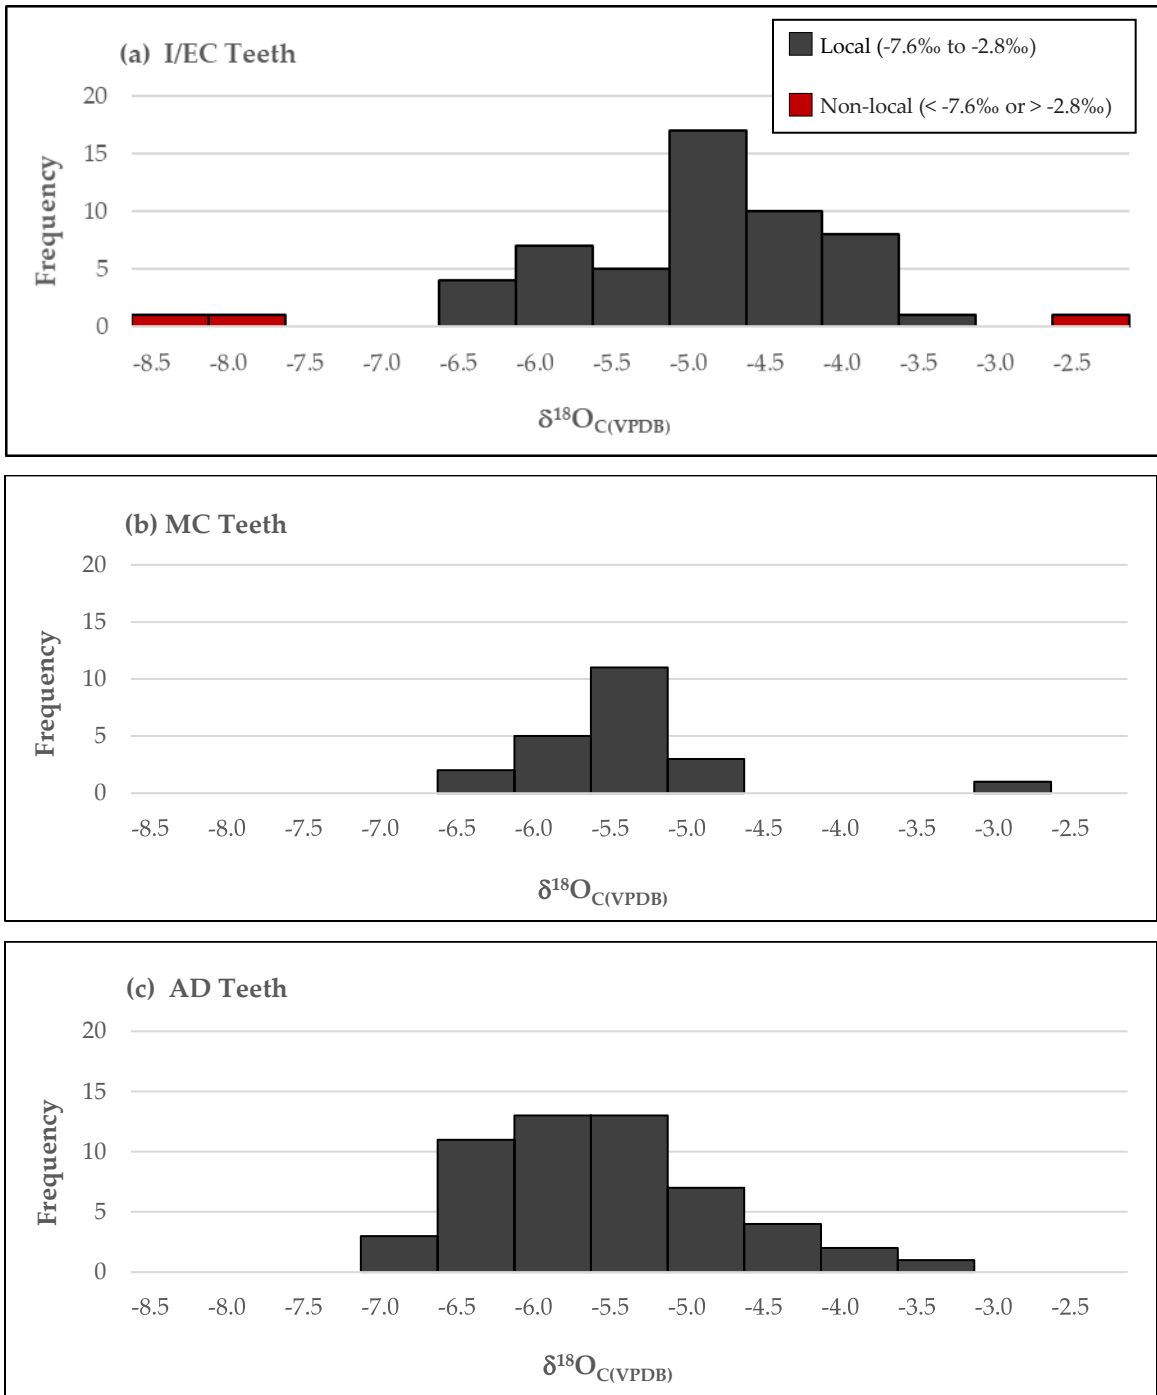 (a) I/EC Teeth
Local (-7.6‰ to -2.8‰)
Non-local (< -7.6‰ or > -2.8‰)
Frequency
20
15
10
5
0
-8.5 -8.0 -7.5 -7.0 -6.5 -6.0 -5.5 -5.0 -4.5 -4.0 -3.5 -3.0 -2.5
δ¹⁸O_C(VPDB)
(b) MC Teeth
Frequency
20
15
10
5
0
-8.5 -8.0 -7.5 -7.0 -6.5 -6.0 -5.5 -5.0 -4.5 -4.0 -3.5 -3.0 -2.5
δ¹⁸O_C(VPDB)
(c) AD Teeth
Frequency
20
15
10
5
0
-8.5 -8.0 -7.5 -7.0 -6.5 -6.0 -5.5 -5.0 -4.5 -4.0 -3.5 -3.0 -2.5
δ¹⁸O_C(VPDB)